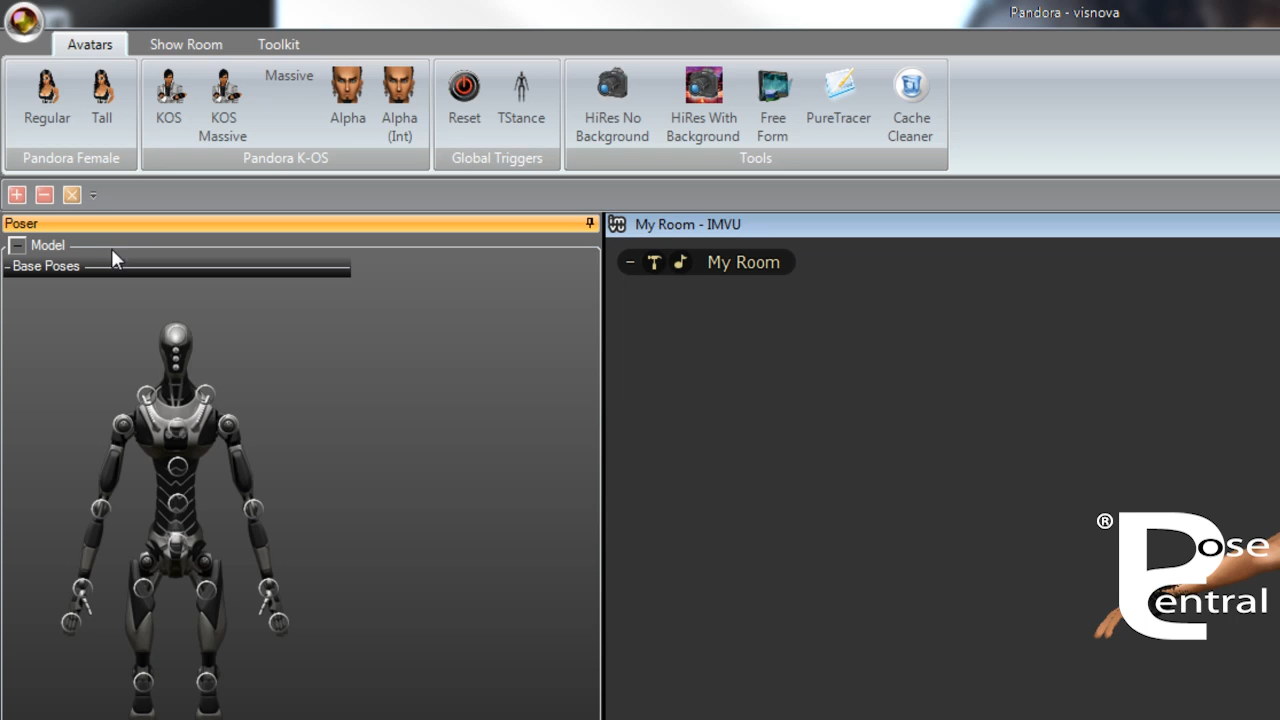 Pandora - visnova
Avatars
Show Room
Toolkit
Regular
Tall
KOS
KOS
Massive
Massive
Alpha
Alpha
(Int)
Reset
TStance
HiRes No
Background
HiRes With
Background
Free
Form
PureTracer
Cache
Cleaner
Pandora Female
Pandora K-OS
Global Triggers
Tools
Poser
My Room - IMVU
Model
My Room
Base Poses
® Pose
Central